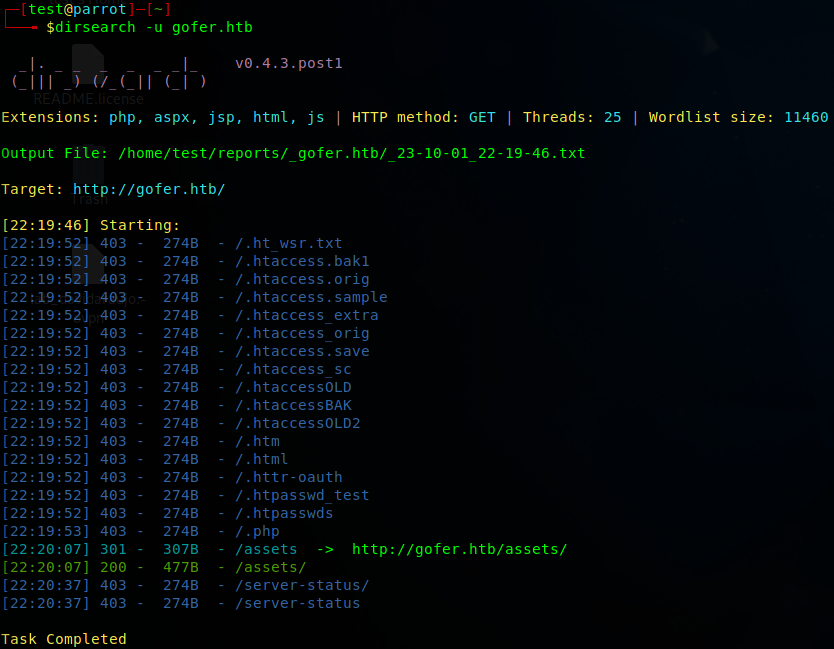 ┌─[test@parrot]─[~]
└──╼ $dirsearch -u gofer.htb
  _|. _ _  _  _  _ _|_    v0.4.3.post1
 (_||| _) (/_(_|| (_| )
README.license
Extensions: php, aspx, jsp, html, js | HTTP method: GET | Threads: 25 | Wordlist size: 11460
Output File: /home/test/reports/_gofer.htb/_23-10-01_22-19-46.txt
Target: http://gofer.htb/
Trash
[22:19:46] Starting:
[22:19:52] 403 -  274B  - /.ht_wsr.txt
[22:19:52] 403 -  274B  - /.htaccess.bak1
[22:19:52] 403 -  274B  - /.htaccess.orig
[22:19:52] 403 -  274B  - /.htaccess.sample
[22:19:52] 403 -  274B  - /.htaccess_extra
[22:19:52] 403 -  274B  - /.htaccess_orig
[22:19:52] 403 -  274B  - /.htaccess.save
[22:19:52] 403 -  274B  - /.htaccess_sc
[22:19:52] 403 -  274B  - /.htaccessOLD
[22:19:52] 403 -  274B  - /.htaccessBAK
[22:19:52] 403 -  274B  - /.htaccessOLD2
[22:19:52] 403 -  274B  - /.htm
[22:19:52] 403 -  274B  - /.html
[22:19:52] 403 -  274B  - /.httr-oauth
[22:19:52] 403 -  274B  - /.htpasswd_test
[22:19:52] 403 -  274B  - /.htpasswds
[22:19:53] 403 -  274B  - /.php
[22:20:07] 301 -  307B  - /assets  ->  http://gofer.htb/assets/
[22:20:07] 200 -  477B  - /assets/
[22:20:37] 403 -  274B  - /server-status/
[22:20:37] 403 -  274B  - /server-status
Task Completed